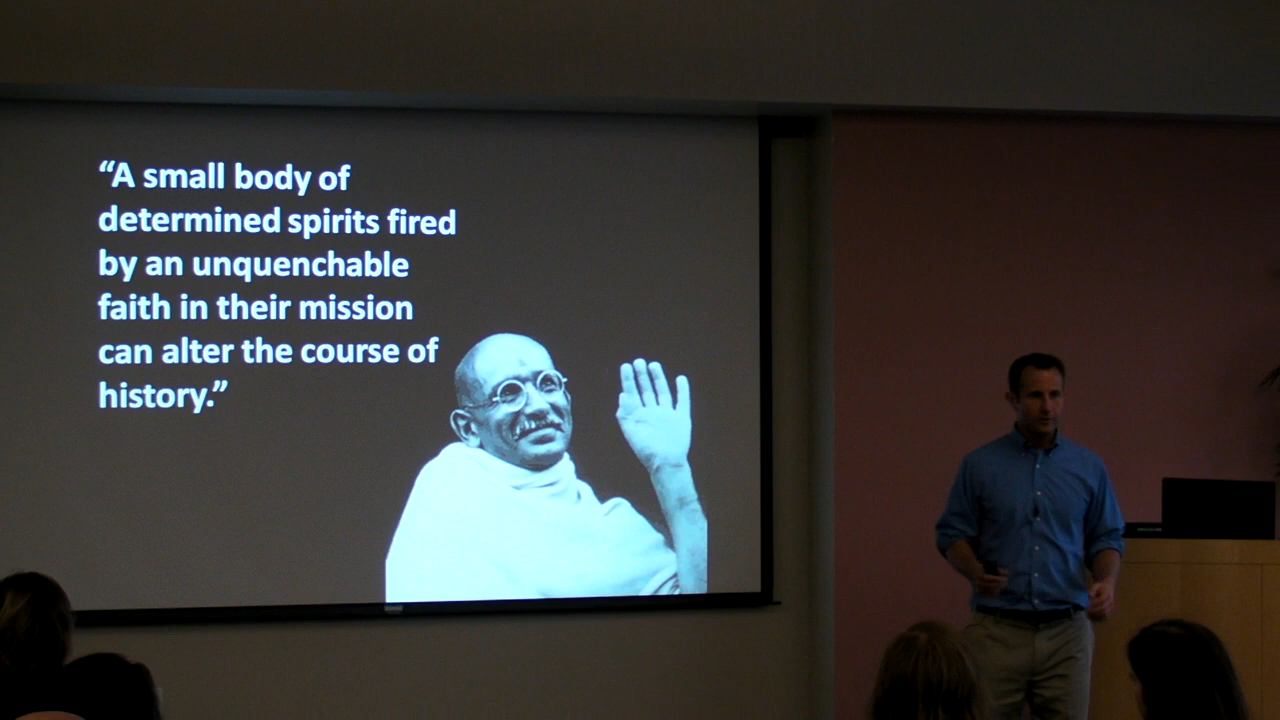 “A small body of
determined spirits fired
by an unquenchable
faith in their mission
can alter the course of
history.”